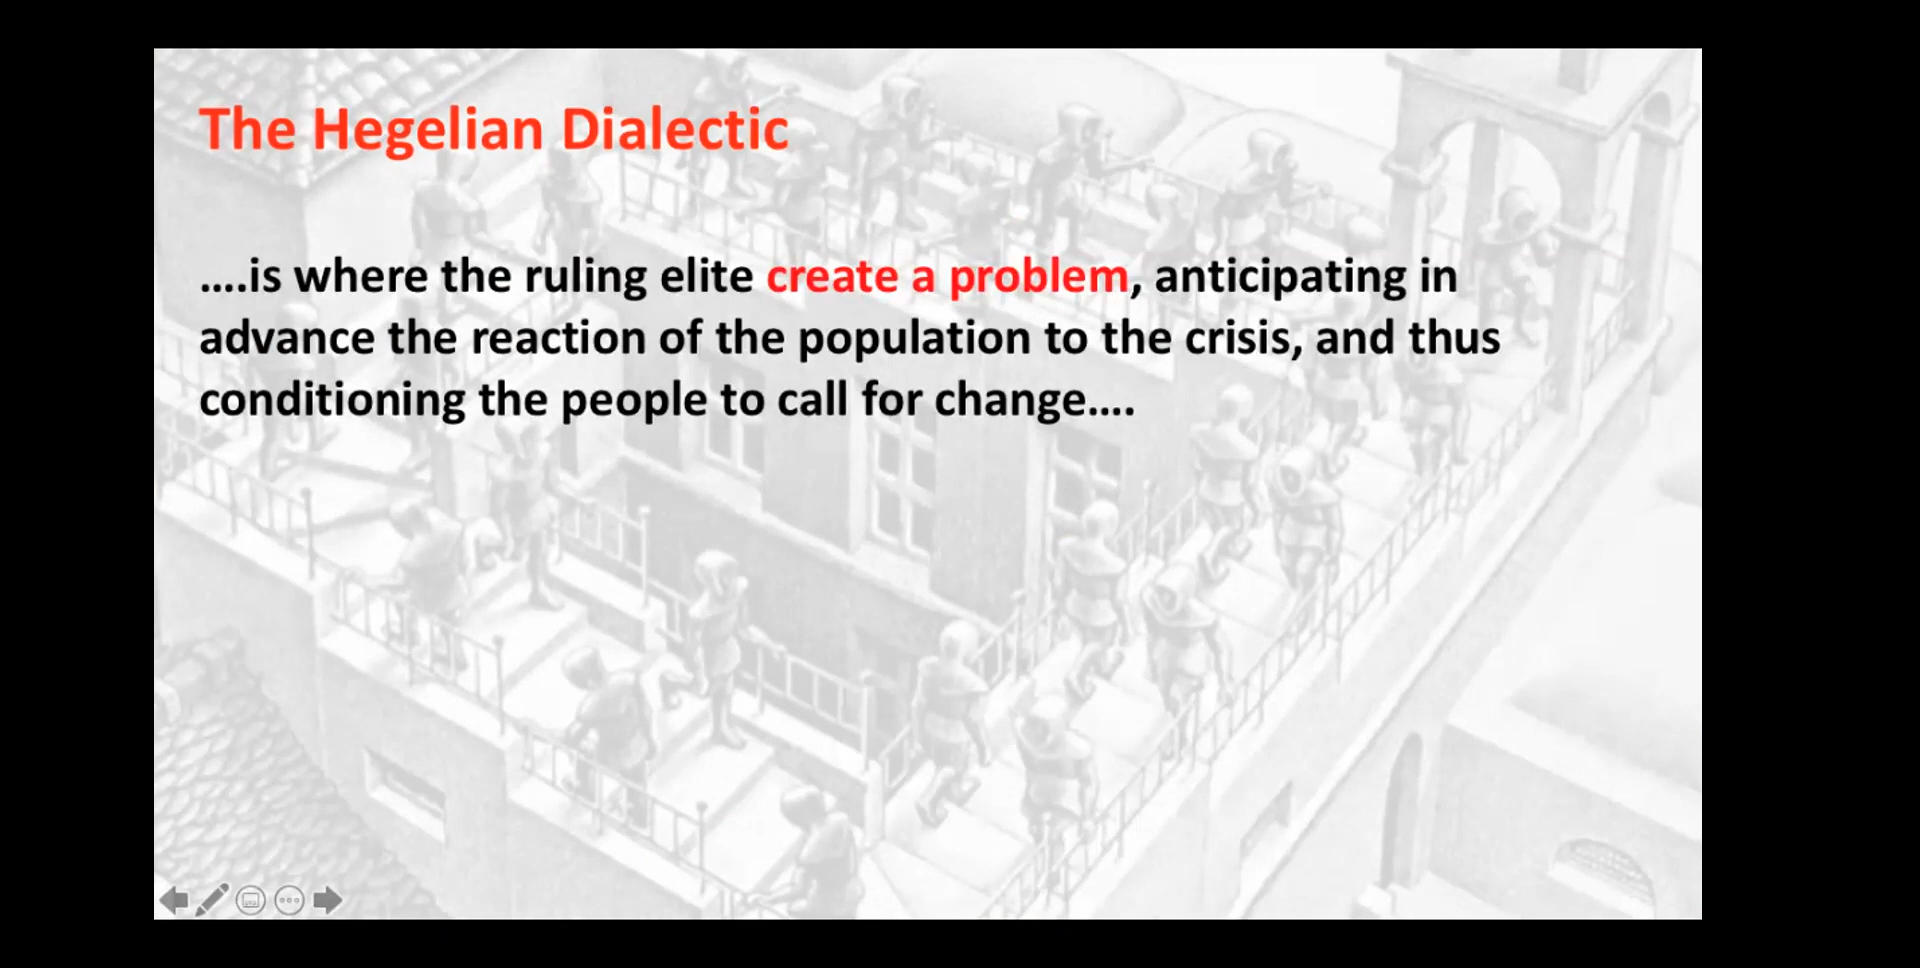 The Hegelian Dialectic
....is where the ruling elite create a problem, anticipating in
advance the reaction of the population to the crisis, and thus
conditioning the people to call for change....